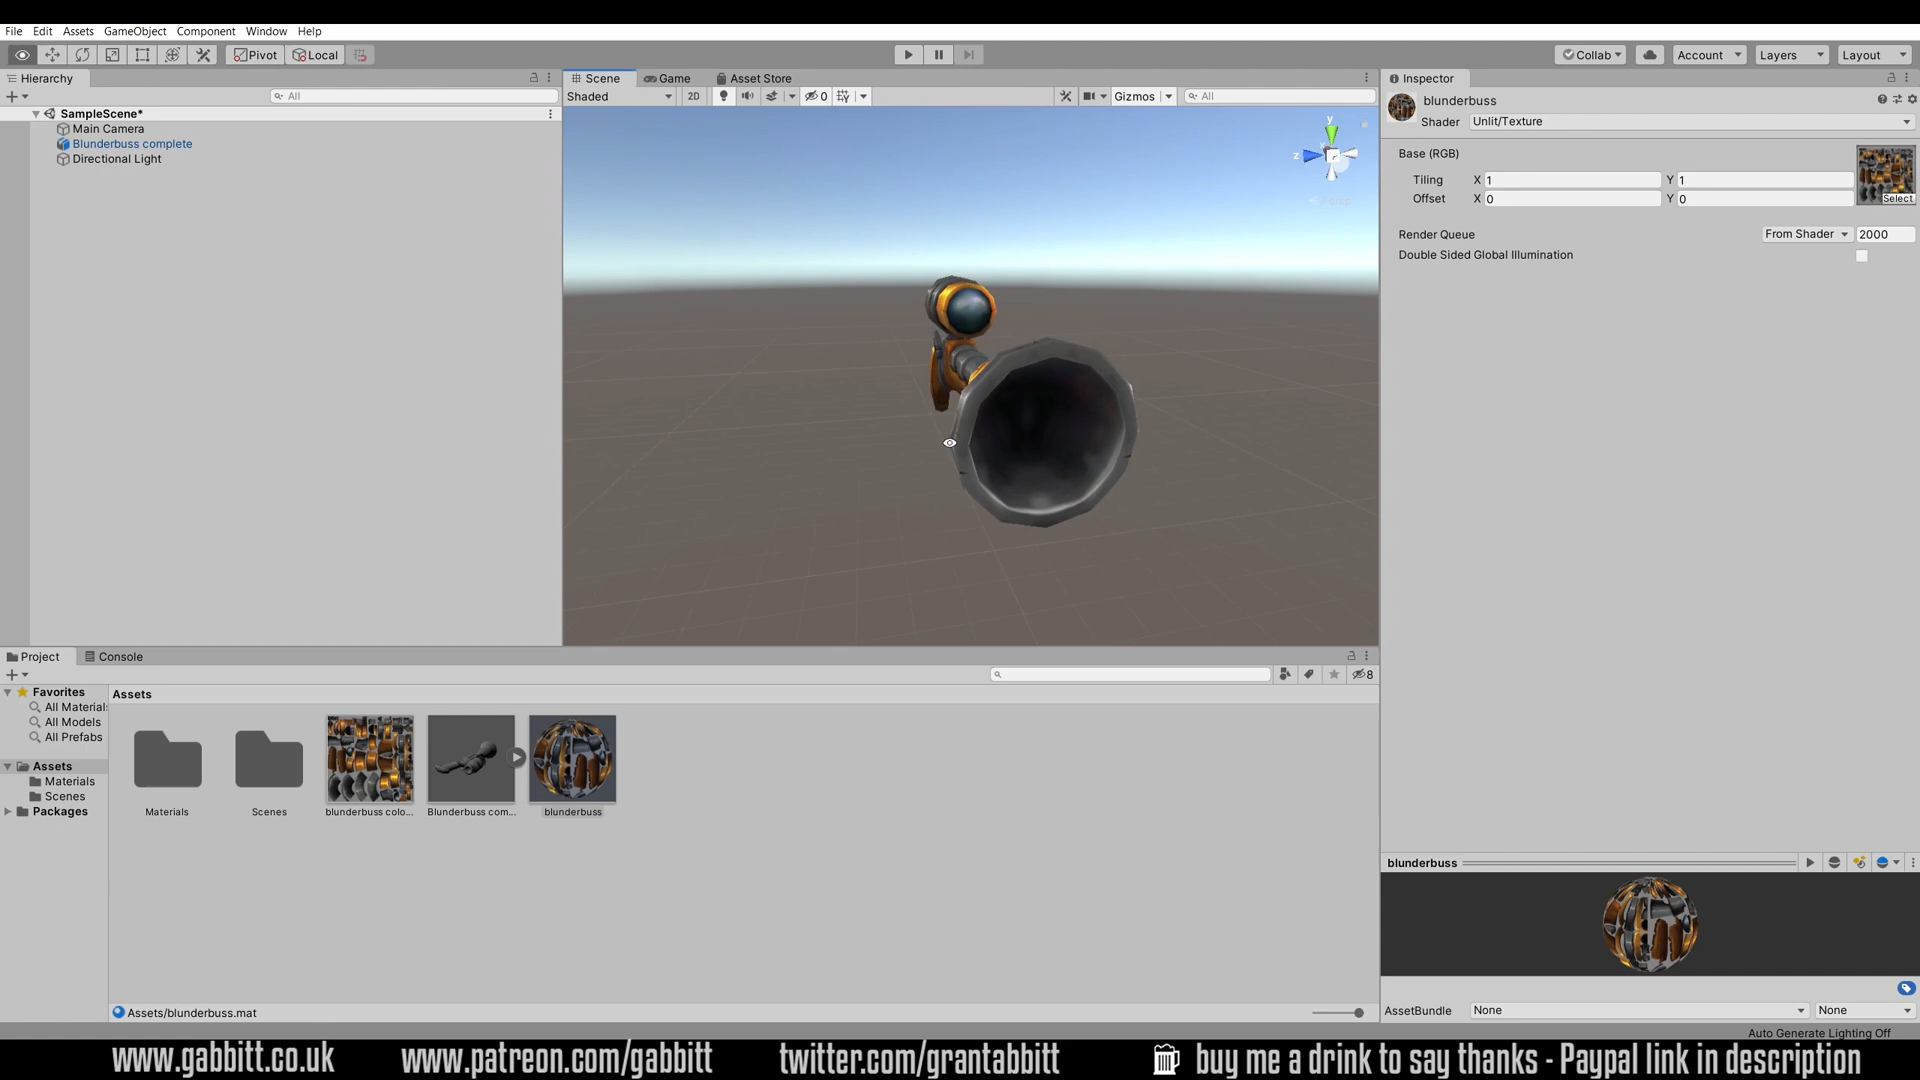 File Edit Assets GameObject Component Window Help
Pivot Local Collab Account Layers Layout
Hierarchy Scene Game Asset Store Inspector
All Shaded 2D 0 Gizmos All
blunderbuss
Shader Unlit/Texture
SampleScene*
Main Camera
Blunderbuss complete
Directional Light
y
x
z
Base (RGB)
Tiling X 1 Y 1
Offset X 0 Y 0
Select
Render Queue From Shader 2000
Double Sided Global Illumination
Project Console
8
Favorites
All Material
All Models
All Prefabs
Assets
Materials
Scenes
Packages
Assets
Materials Scenes blunderbuss colo... Blunderbuss com... blunderbuss
Assets/blunderbuss.mat
blunderbuss
AssetBundle None None
Auto Generate Lighting Off
www.gabbitt.co.uk www.patreon.com/gabbitt twitter.com/grantabbitt buy me a drink to say thanks - Paypal link in description